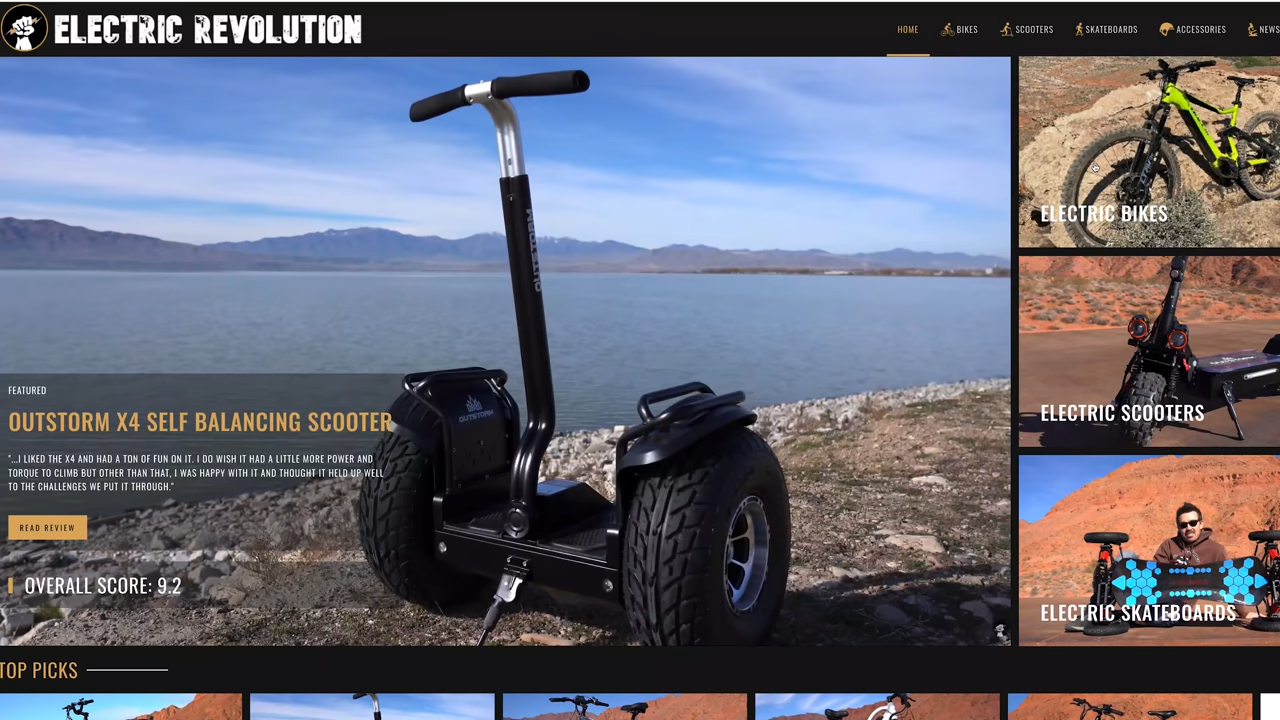 ELECTRIC REVOLUTION
HOME
BIKES
SCOOTERS
SKATEBOARDS
ACCESSORIES
NEWS
FEATURED
OUTSTORM X4 SELF BALANCING SCOOTER
"...I LIKED THE X4 AND HAD A TON OF FUN ON IT. I DO WISH IT HAD A LITTLE MORE POWER AND
TORQUE TO CLIMB BUT OTHER THAN THAT, I WAS HAPPY WITH IT AND THOUGHT IT HELD UP WELL
TO THE CHALLENGES WE PUT IT THROUGH."
READ REVIEW
OVERALL SCORE: 9.2
OUTSTORM
OUTSTORM
ELECTRIC BIKES
ELECTRIC SCOOTERS
ELECTRIC SKATEBOARDS
TOP PICKS